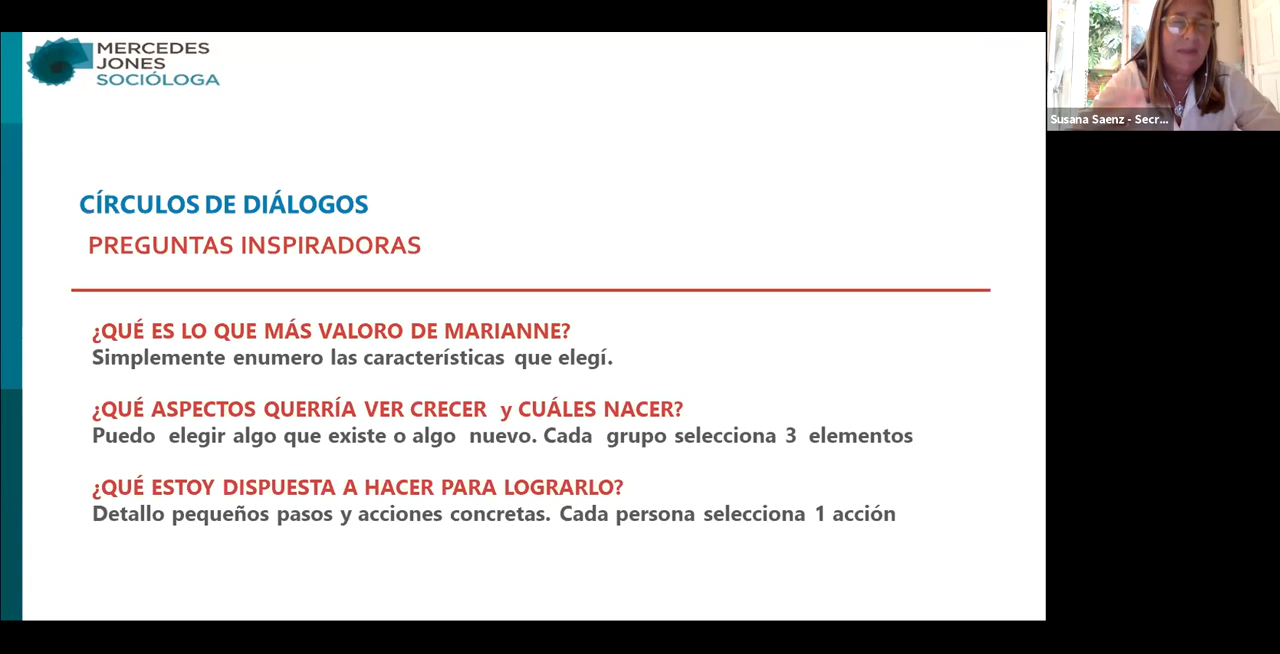 MERCEDES
JONES
SOCIÓLOGA
Susana Saenz - Secr...
CÍRCULOS DE DIÁLOGOS
PREGUNTAS INSPIRADORAS
¿QUÉ ES LO QUE MÁS VALORO DE MARIANNE?
Simplemente enumero las características que elegí.
¿QUÉ ASPECTOS QUERRÍA VER CRECER y CUÁLES NACER?
Puedo elegir algo que existe o algo nuevo. Cada grupo selecciona 3 elementos
¿QUÉ ESTOY DISPUESTA A HACER PARA LOGRARLO?
Detallo pequeños pasos y acciones concretas. Cada persona selecciona 1 acción